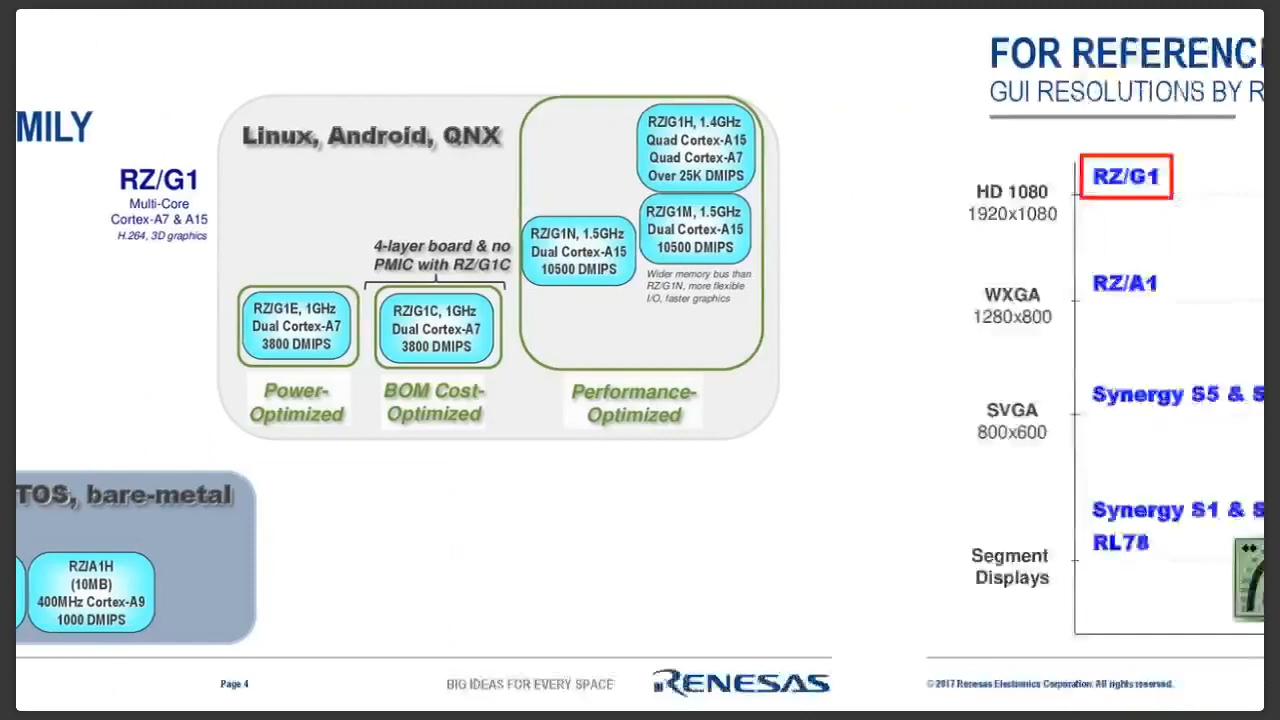 MILY
RZ/G1
Multi-Core
Cortex-A7 & A15
H.264, 3D graphics
Linux, Android, QNX
RZ/G1H, 1.4GHz
Quad Cortex-A15
Quad Cortex-A7
Over 25K DMIPS
RZ/G1N, 1.5GHz
Dual Cortex-A15
10500 DMIPS
RZ/G1M, 1.5GHz
Dual Cortex-A15
10500 DMIPS
Wider memory bus than
RZ/G1N, more flexible
I/O, faster graphics
4-layer board & no
PMIC with RZ/G1C
RZ/G1E, 1GHz
Dual Cortex-A7
3800 DMIPS
RZ/G1C, 1GHz
Dual Cortex-A7
3800 DMIPS
Power-
Optimized
BOM Cost-
Optimized
Performance-
Optimized
TOS, bare-metal
RZ/A1H
(10MB)
400MHz Cortex-A9
1000 DMIPS
Page 4
BIG IDEAS FOR EVERY SPACE
RENESAS
FOR REFERENC
GUI RESOLUTIONS BY R
HD 1080
1920x1080
RZ/G1
WXGA
1280x800
RZ/A1
SVGA
800x600
Synergy S5 & S
Synergy S1 & S
RL78
Segment
Displays
© 2017 Renesas Electronics Corporation. All rights reserved.